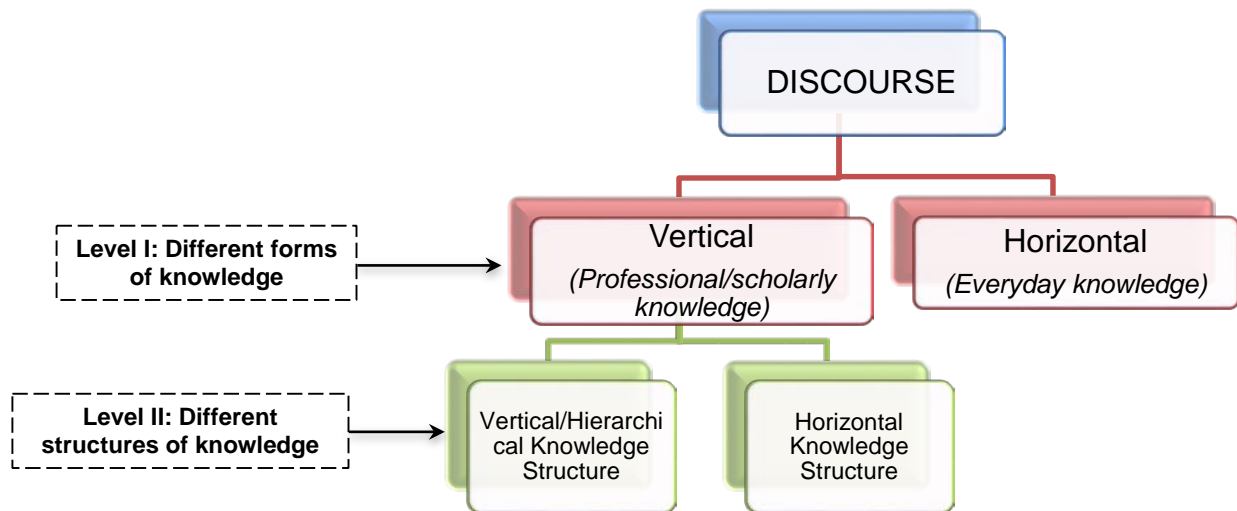 DISCOURSE
Vertical
(Professional/scholarly
knowledge)
Horizontal
(Everyday knowledge)
Level I: Different forms
of knowledge
Level II: Different
structures of knowledge
Vertical/Hierarchi
cal Knowledge
Structure
Horizontal
Knowledge
Structure